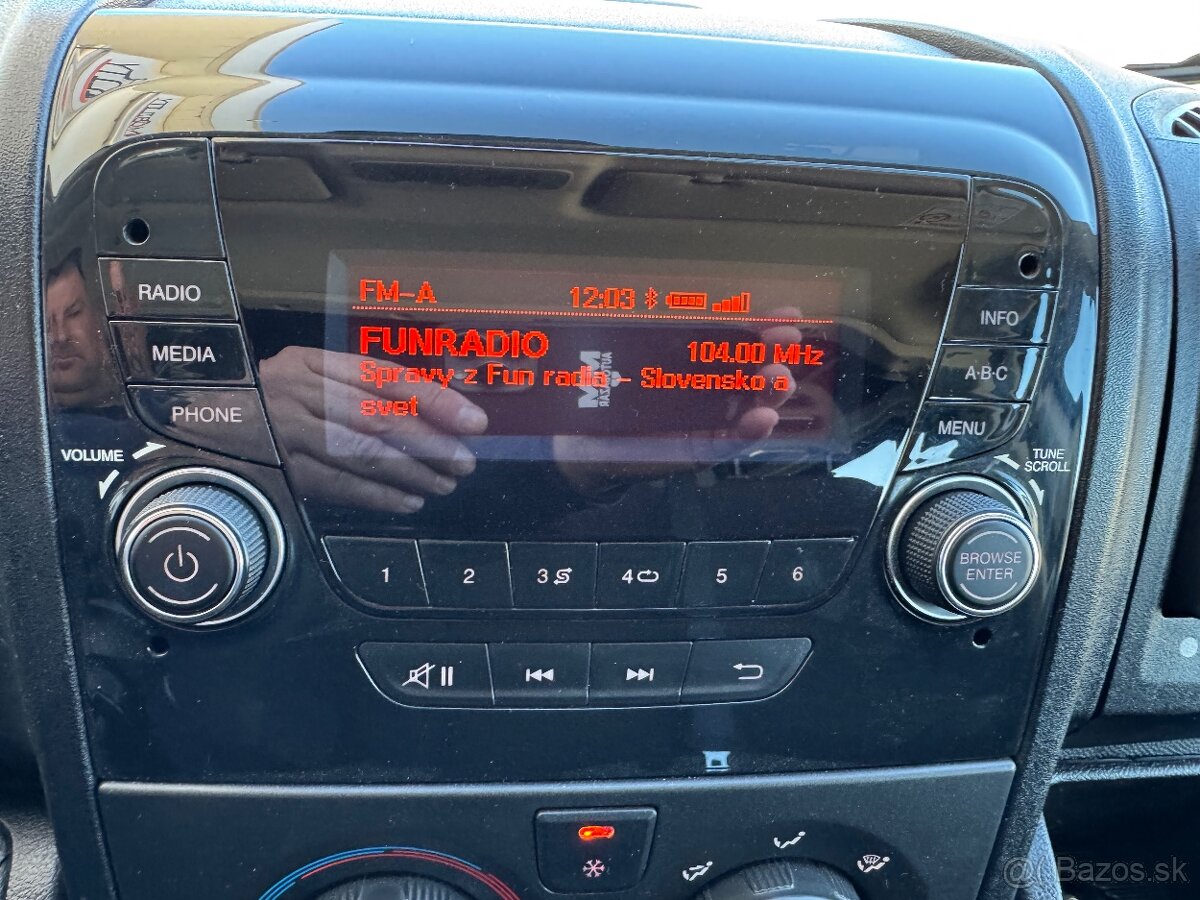 FM-A 12:03
FUNRADIO 104.00 MHz
Spravy z Fun radia - Slovensko a
svet
RADIO
MEDIA
PHONE
VOLUME
INFO
A·B·C
MENU
TUNE
SCROLL
1 2 3 4 5 6
BROWSE
ENTER
Bazos.sk